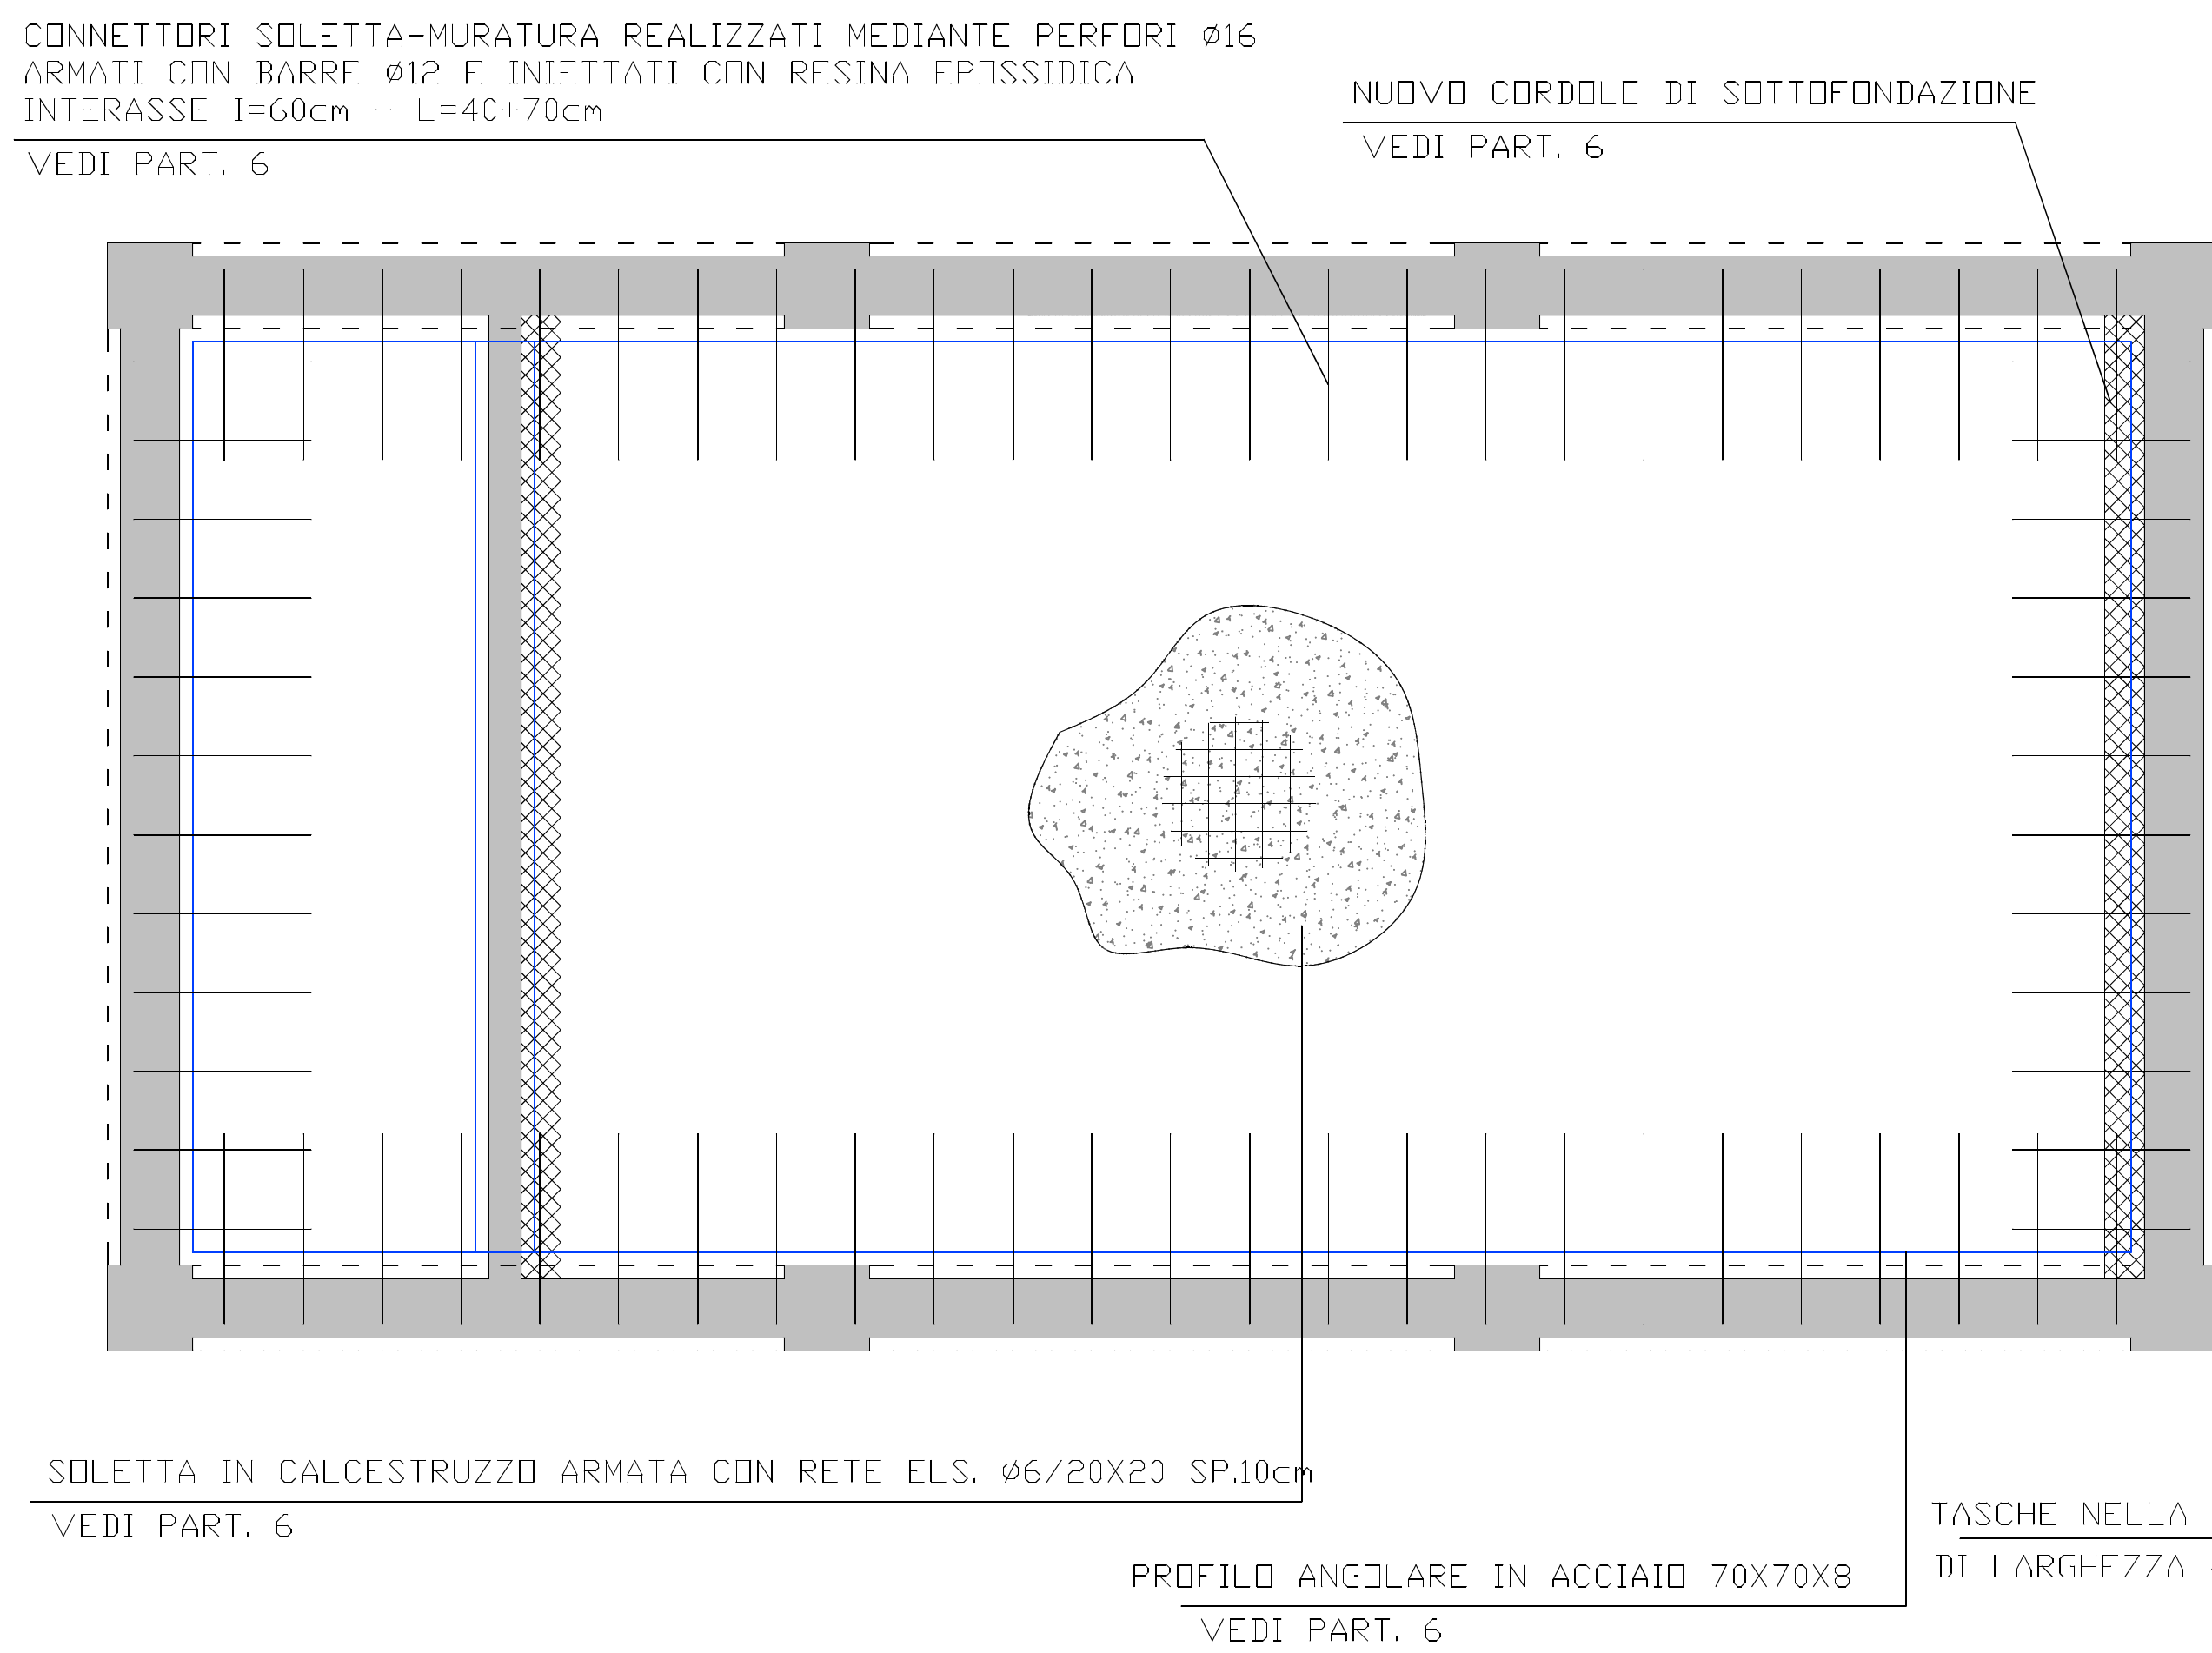 CONNETTORI SOLETTA-MURATURA REALIZZATI MEDIANTE PERFORI Ø16
ARMATI CON BARRE Ø12 E INIETTATI CON RESINA EPOSSIDICA
INTERASSE I=60cm - L=40+70cm
VEDI PART. 6
NUOVO CORDOLO DI SOTTOFONDAZIONE
VEDI PART. 6
SOLETTA IN CALCESTRUZZO ARMATA CON RETE ELS. Ø6/20X20 SP.10cm
VEDI PART. 6
PROFILO ANGOLARE IN ACCIAIO 70X70X8
VEDI PART. 6
TASCHE NELLA
DI LARGHEZZA